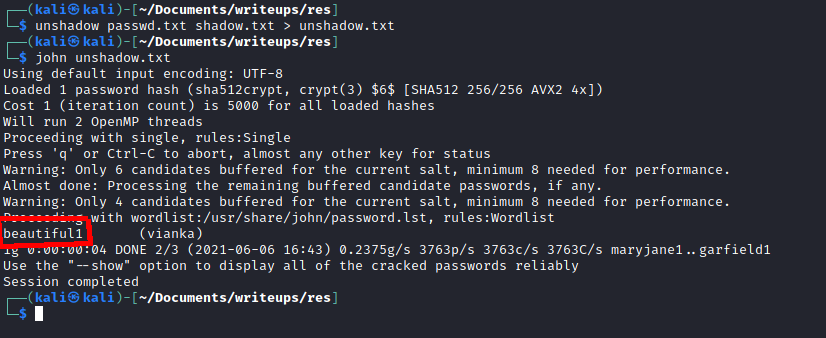 ┌──(kali㉿kali)-[~/Documents/writeups/res]
└─$ unshadow passwd.txt shadow.txt > unshadow.txt
┌──(kali㉿kali)-[~/Documents/writeups/res]
└─$ john unshadow.txt
Using default input encoding: UTF-8
Loaded 1 password hash (sha512crypt, crypt(3) $6$ [SHA512 256/256 AVX2 4x])
Cost 1 (iteration count) is 5000 for all loaded hashes
Will run 2 OpenMP threads
Proceeding with single, rules:Single
Press 'q' or Ctrl-C to abort, almost any other key for status
Warning: Only 6 candidates buffered for the current salt, minimum 8 needed for performance.
Almost done: Processing the remaining buffered candidate passwords, if any.
Warning: Only 4 candidates buffered for the current salt, minimum 8 needed for performance.
Proceeding with wordlist:/usr/share/john/password.lst, rules:Wordlist
beautiful1       (vianka)
1g 0:00:00:04 DONE 2/3 (2021-06-06 16:43) 0.2375g/s 3763p/s 3763c/s 3763C/s maryjane1..garfield1
Use the "--show" option to display all of the cracked passwords reliably
Session completed
┌──(kali㉿kali)-[~/Documents/writeups/res]
└─$